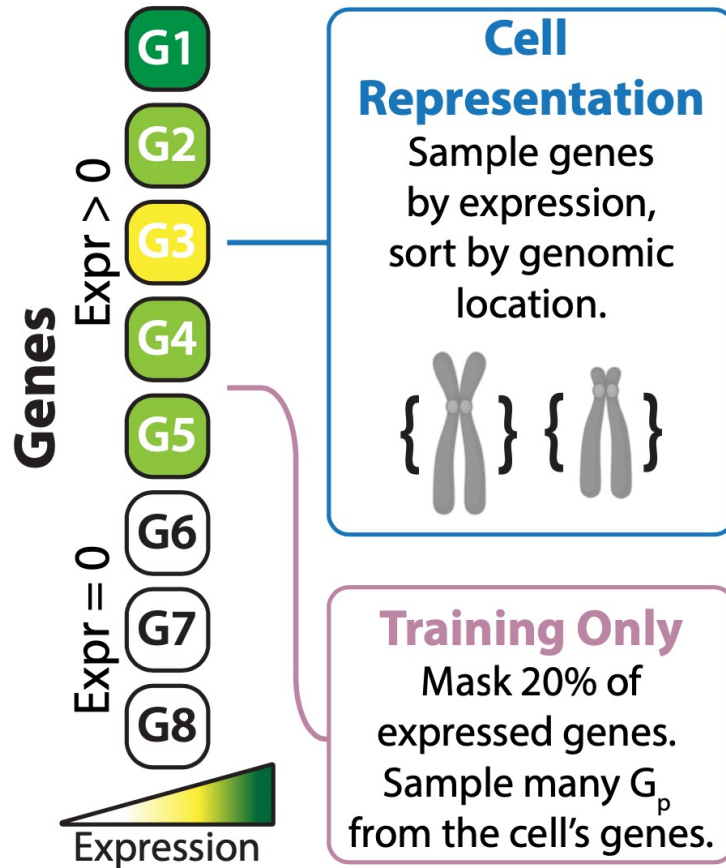 Genes
Expr > 0
Expr = 0
G1
G2
G3
G4
G5
G6
G7
G8
Expression
Cell
Representation
Sample genes
by expression,
sort by genomic
location.
{ } { }
Training Only
Mask 20% of
expressed genes.
Sample many Gₚ
from the cell's genes.